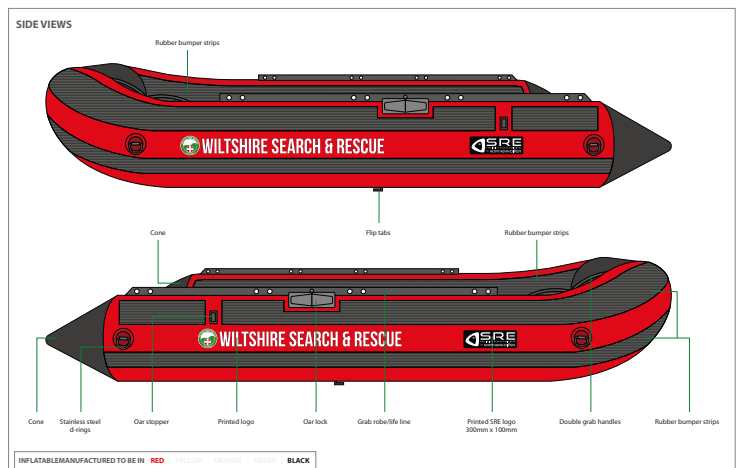 SIDE VIEWS
Rubber bumper strips
WILTSHIRE SEARCH & RESCUE
SRE
Flip tabs
Cone
Rubber bumper strips
WILTSHIRE SEARCH & RESCUE
SRE
Cone
Stainless steel
d-rings
Oar stopper
Printed logo
Oar lock
Grab robe/life line
Printed SRE logo
300mm x 100mm
Double grab handles
Rubber bumper strips
INFLATABLEMANUFACTURED TO BE IN RED | YELLOW | ORANGE | GREEN | BLACK